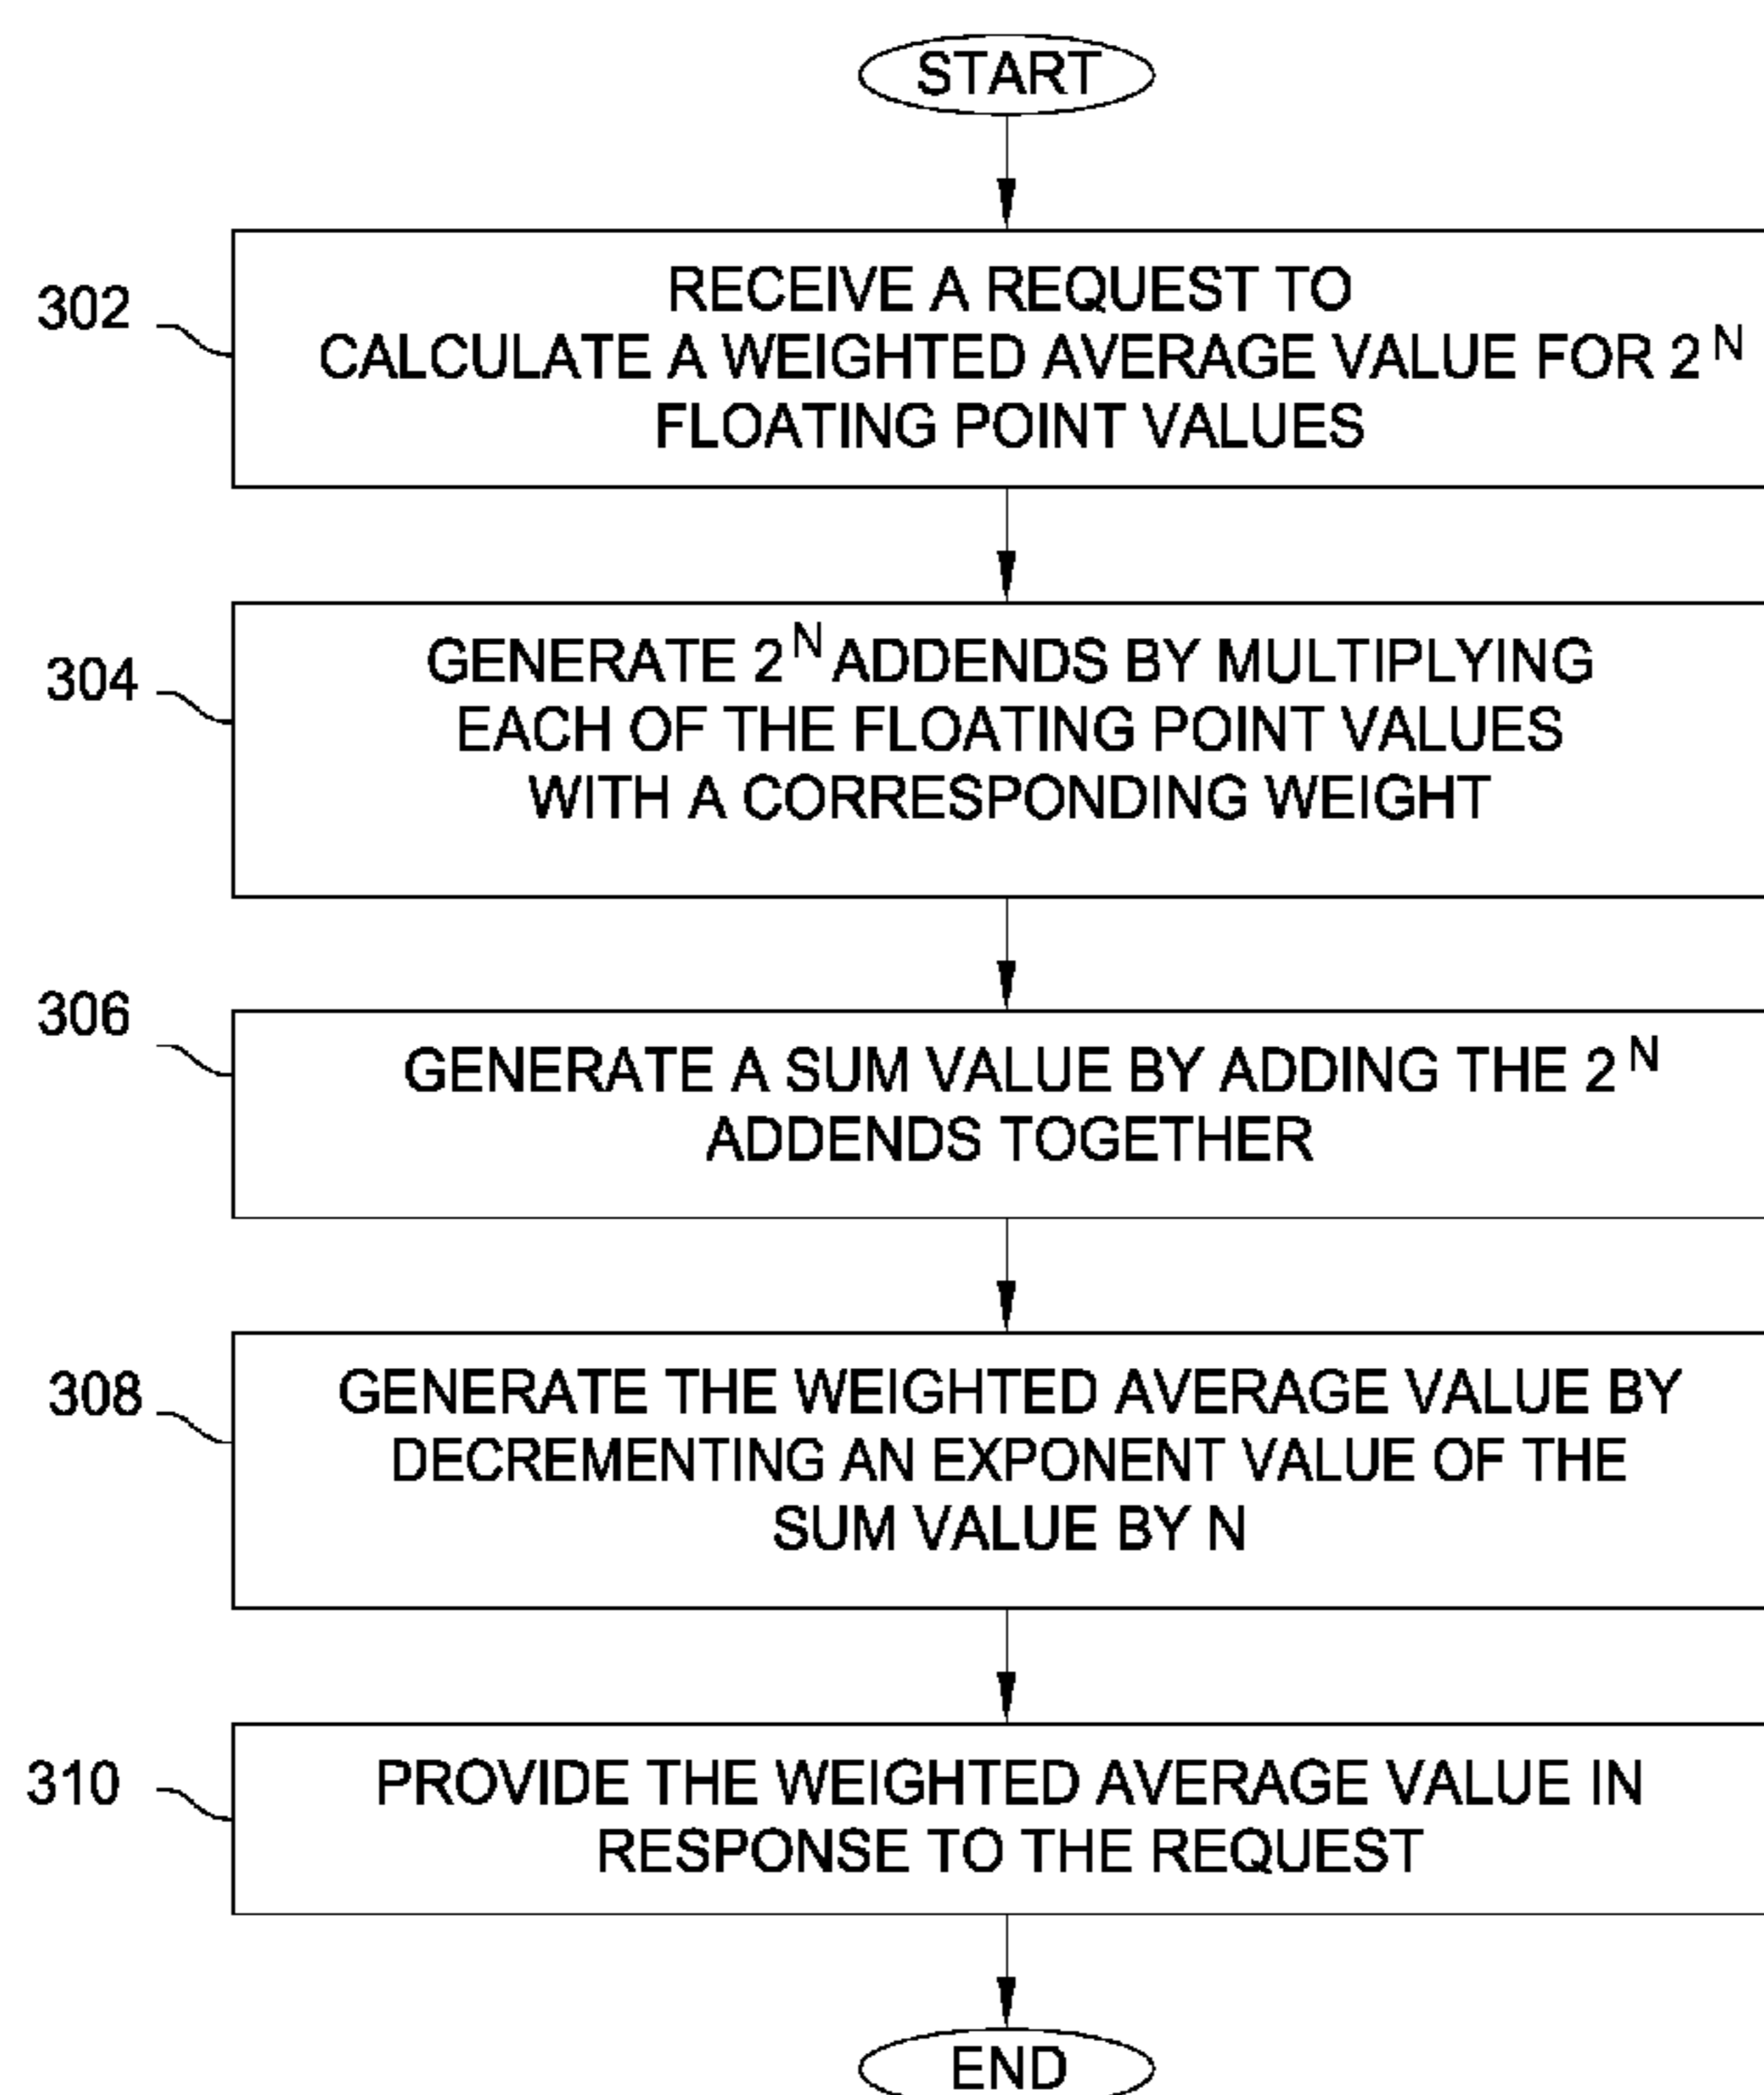 START
302
RECEIVE A REQUEST TO
CALCULATE A WEIGHTED AVERAGE VALUE FOR 2^N
FLOATING POINT VALUES
304
GENERATE 2^N ADDENDS BY MULTIPLYING
EACH OF THE FLOATING POINT VALUES
WITH A CORRESPONDING WEIGHT
306
GENERATE A SUM VALUE BY ADDING THE 2^N
ADDENDS TOGETHER
308
GENERATE THE WEIGHTED AVERAGE VALUE BY
DECREMENTING AN EXPONENT VALUE OF THE
SUM VALUE BY N
310
PROVIDE THE WEIGHTED AVERAGE VALUE IN
RESPONSE TO THE REQUEST
END